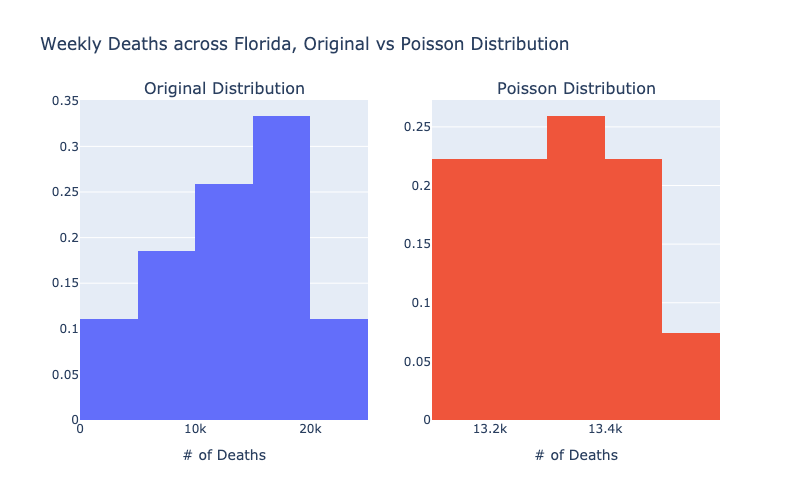 Weekly Deaths across Florida, Original vs Poisson Distribution
Original Distribution
Poisson Distribution
0.35
0.3
0.25
0.2
0.15
0.1
0.05
0
0
10k
20k
# of Deaths
0.25
0.2
0.15
0.1
0.05
0
13.2k
13.4k
# of Deaths